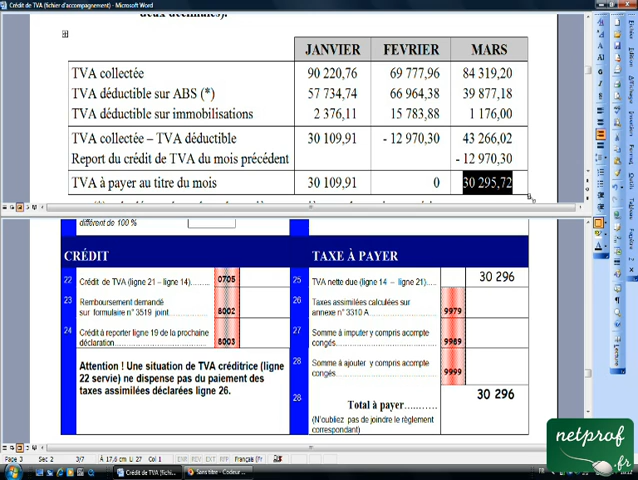 Crédit de TVA (fichier d'accompagnement) - Microsoft Word
deux décimales).
JANVIER FEVRIER MARS
TVA collectée 90 220,76 69 777,96 84 319,20
TVA déductible sur ABS (*) 57 734,74 66 964,38 39 877,18
TVA déductible sur immobilisations 2 376,11 15 783,88 1 176,00
TVA collectée – TVA déductible 30 109,91 - 12 970,30 43 266,02
Report du crédit de TVA du mois précédent - 12 970,30
TVA à payer au titre du mois 30 109,91 0 30 295,72
différent de 100 %
CRÉDIT TAXE À PAYER
22 Crédit de TVA (ligne 21 – ligne 14) 0705 25 TVA nette due (ligne 14 – ligne 21) 30 296
23 Remboursement demandé
sur formulaire n° 3519 joint 8002
26 Taxes assimilées calculées sur
annexe n° 3310 A 9979
24 Crédit à reporter ligne 19 de la prochaine
déclaration 8003
27 Somme à imputer y compris acompte
congés 9989
28 Somme à ajouter y compris acompte
congés 9999
Attention ! Une situation de TVA créditrice (ligne
22 servie) ne dispense pas du paiement des
taxes assimilées déclarées ligne 26.
28 Total à payer 30 296
(N'oubliez pas de joindre le règlement
correspondant)
Page 3 Sec 2 3/7 À 17,6 cm Li 27 Col 1 ENR REV EXT RFP Français (Fr
Crédit de TVA (fichi... Sans titre - Codeur ...
FR
netprof
.fr